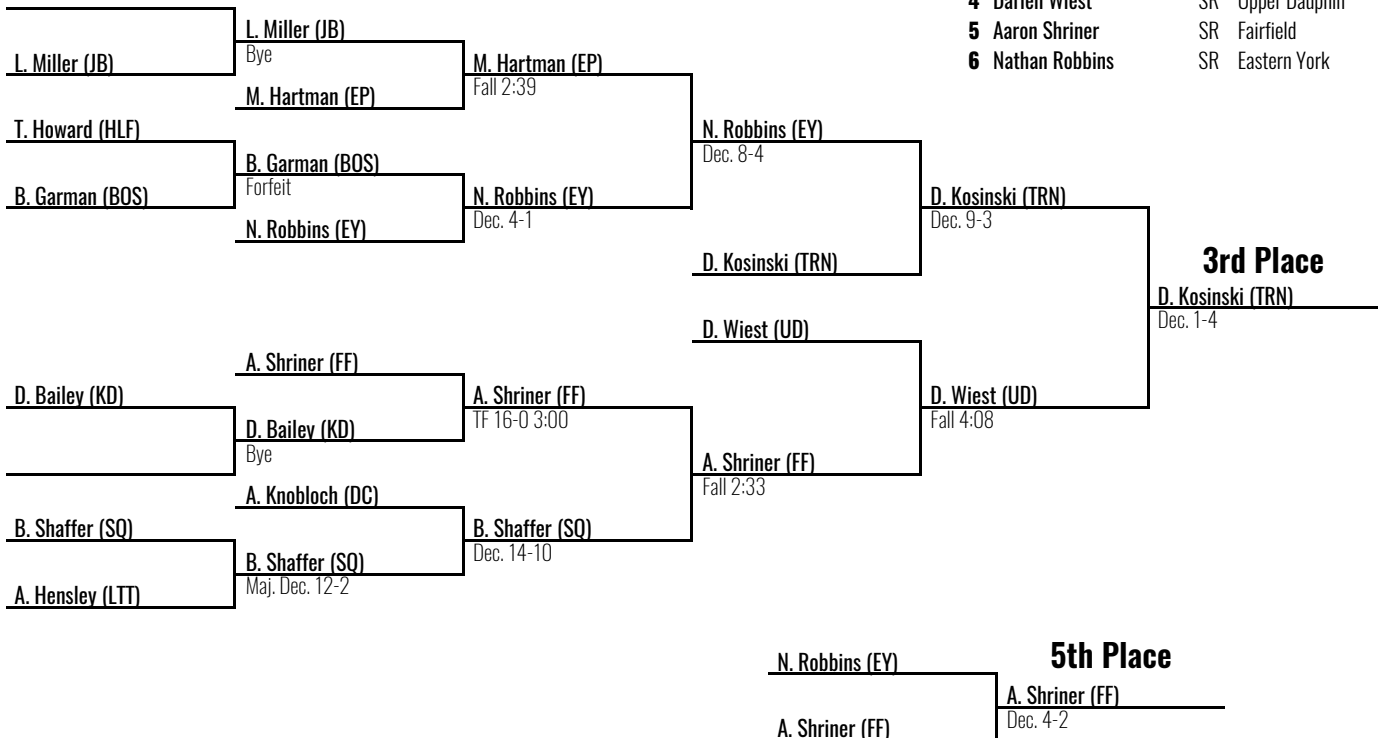 4 Darien Wiest SR Upper Dauphin
5 Aaron Shriner SR Fairfield
6 Nathan Robbins SR Eastern York
L. Miller (JB)
L. Miller (JB)
Bye
M. Hartman (EP)
M. Hartman (EP)
Fall 2:39
T. Howard (HLF)
B. Garman (BOS)
B. Garman (BOS)
Forfeit
N. Robbins (EY)
N. Robbins (EY)
Dec. 4-1
N. Robbins (EY)
Dec. 8-4
D. Kosinski (TRN)
D. Kosinski (TRN)
Dec. 9-3
3rd Place
D. Kosinski (TRN)
Dec. 1-4
D. Wiest (UD)
D. Wiest (UD)
Fall 4:08
A. Shriner (FF)
D. Bailey (KD)
D. Bailey (KD)
Bye
A. Shriner (FF)
TF 16-0 3:00
A. Shriner (FF)
Fall 2:33
A. Knobloch (DC)
B. Shaffer (SQ)
A. Hensley (LTT)
B. Shaffer (SQ)
Maj. Dec. 12-2
B. Shaffer (SQ)
Dec. 14-10
5th Place
N. Robbins (EY)
A. Shriner (FF)
A. Shriner (FF)
Dec. 4-2